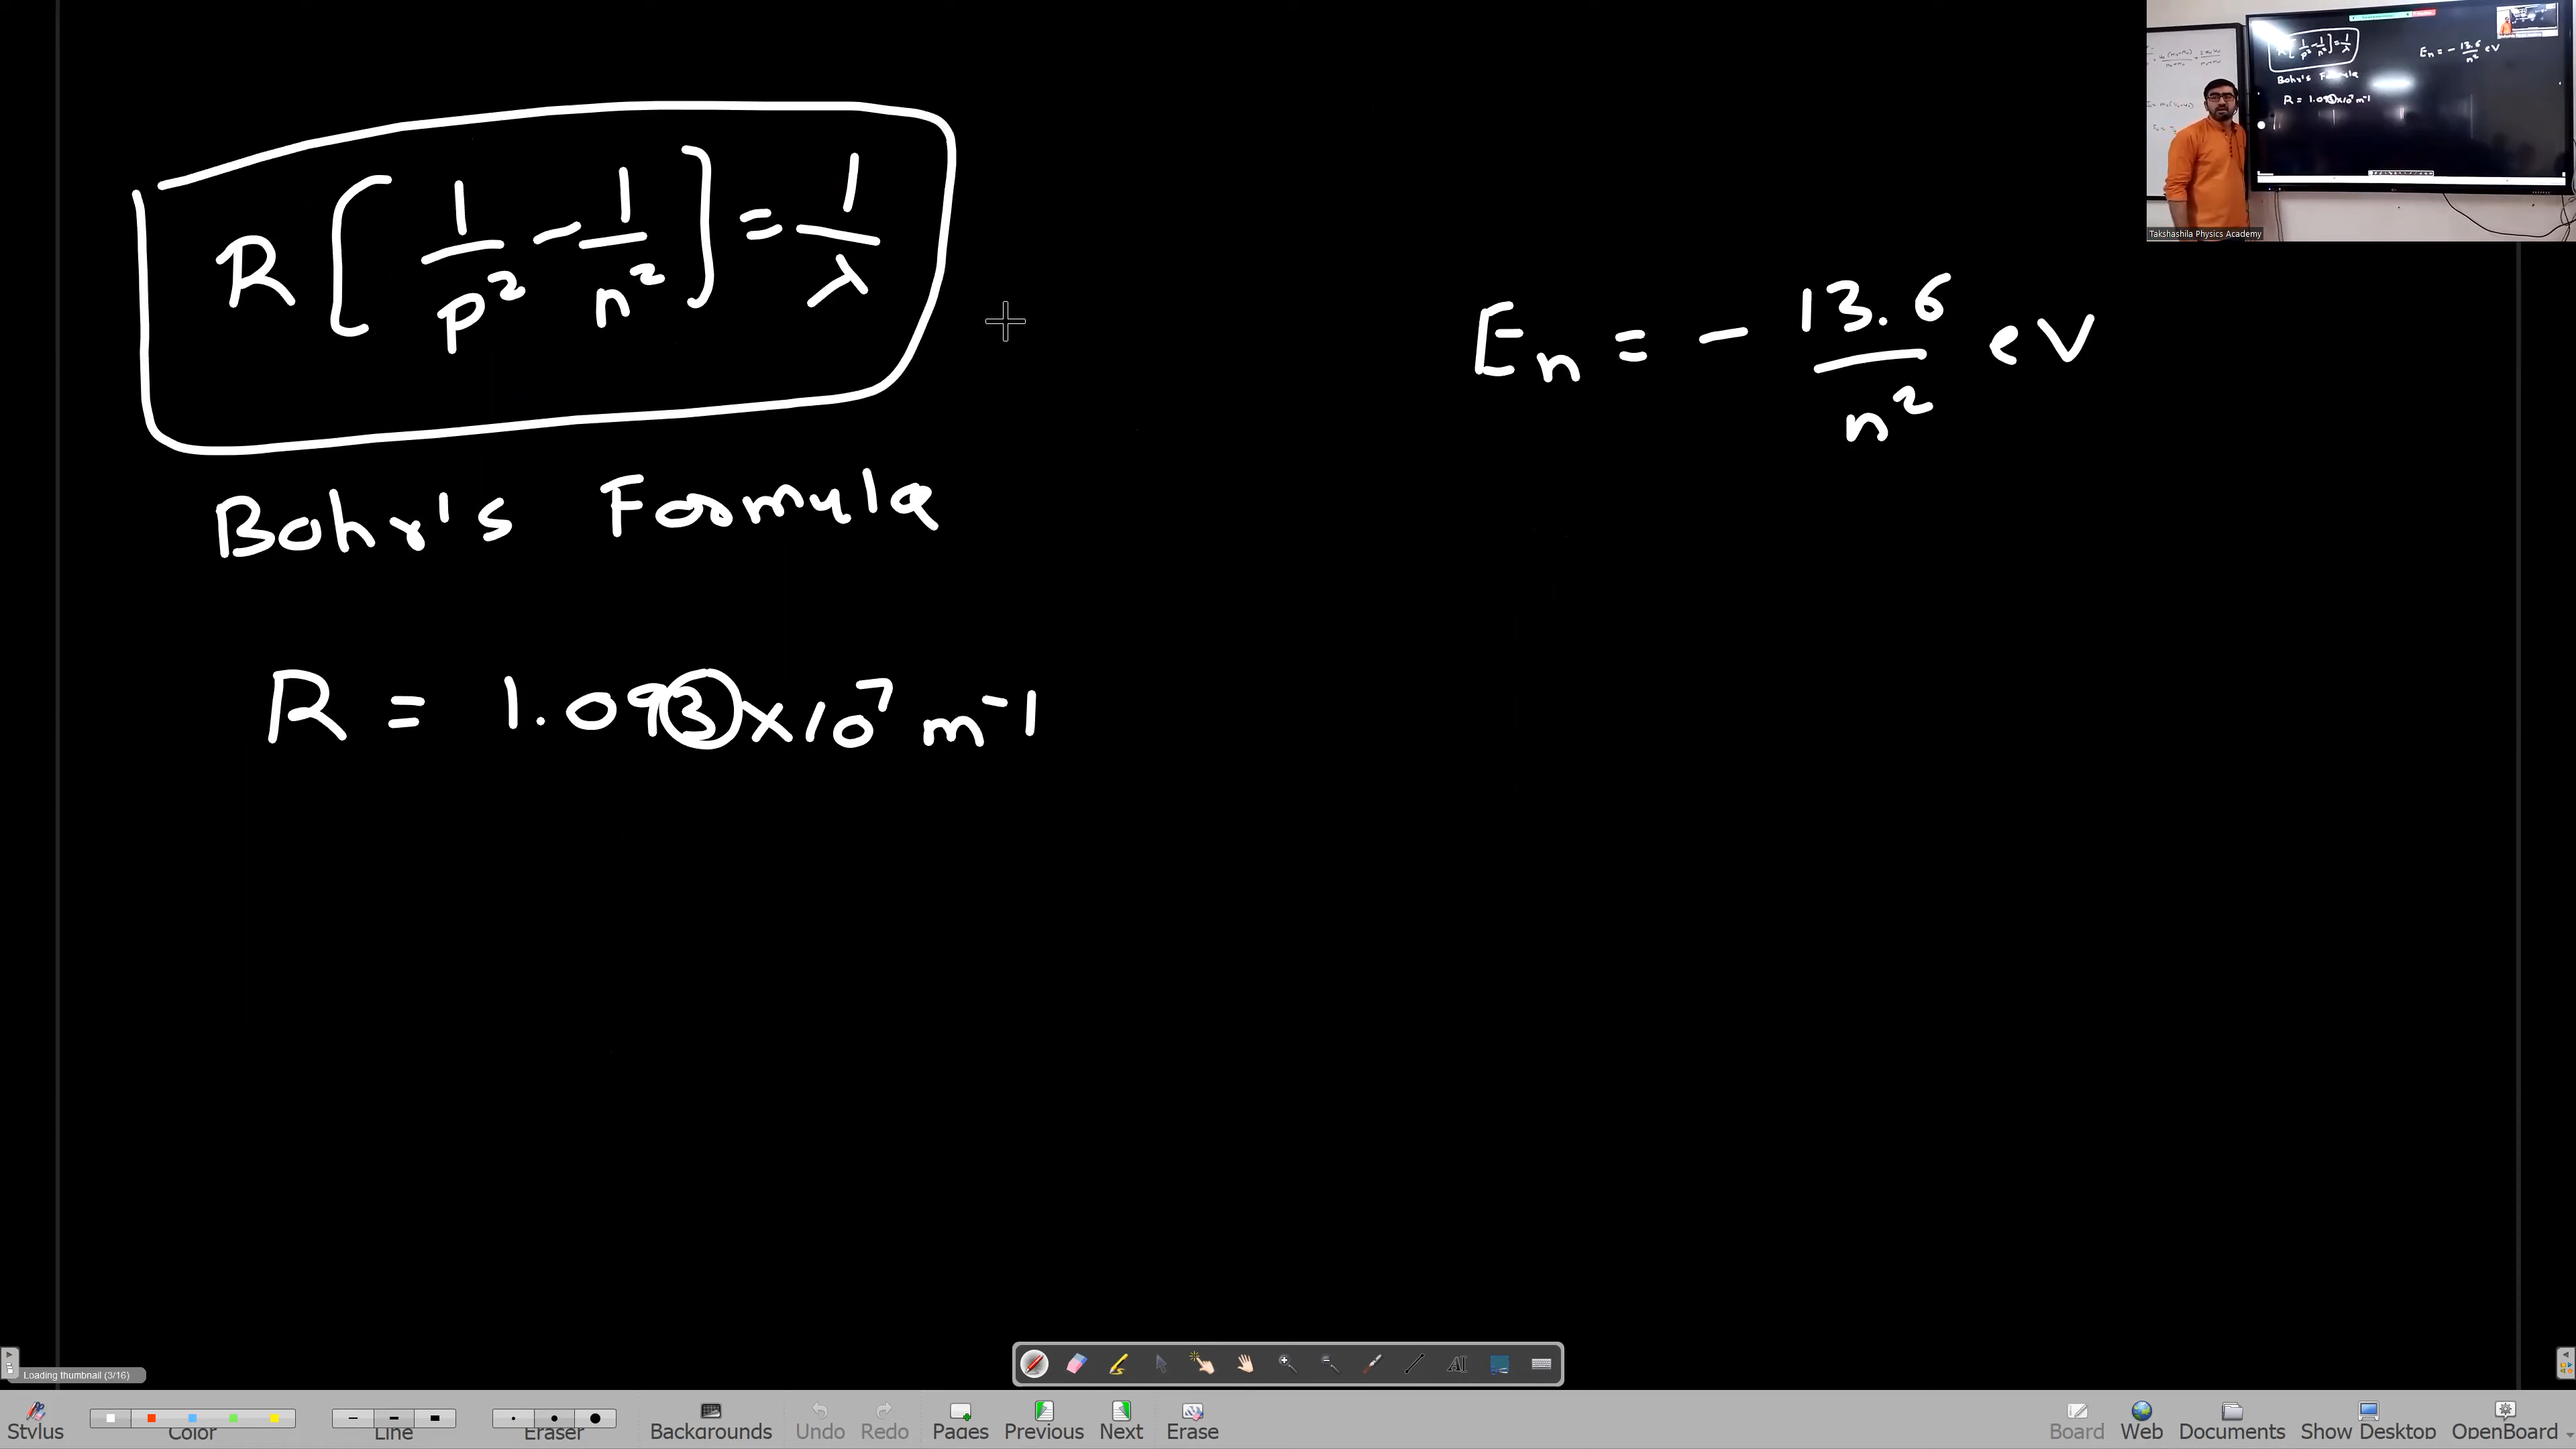 R [ 1/p² - 1/n² ] = 1/λ
Bohr's Formula
R = 1.093×10⁷ m⁻¹
Eₙ = - 13.6/n² eV
Takshashila Physics Academy
Loading thumbnail (3/16)
AI
Stylus
Color
Line
Eraser
Backgrounds
Undo
Redo
Pages
Previous
Next
Erase
Board
Web
Documents
Show Desktop
OpenBoard